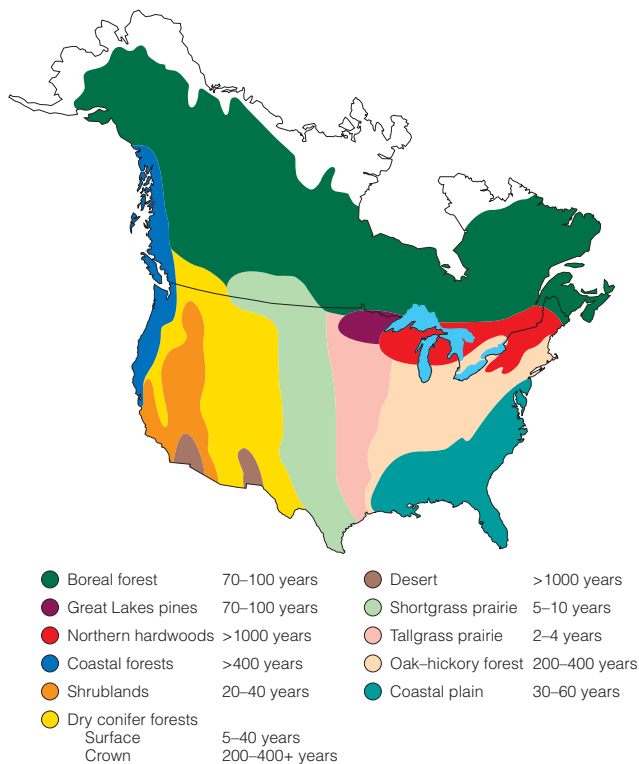 Boreal forest 70–100 years
Great Lakes pines 70–100 years
Northern hardwoods >1000 years
Coastal forests >400 years
Shrublands 20–40 years
Dry conifer forests
Surface 5–40 years
Crown 200–400+ years
Desert >1000 years
Shortgrass prairie 5–10 years
Tallgrass prairie 2–4 years
Oak–hickory forest 200–400 years
Coastal plain 30–60 years